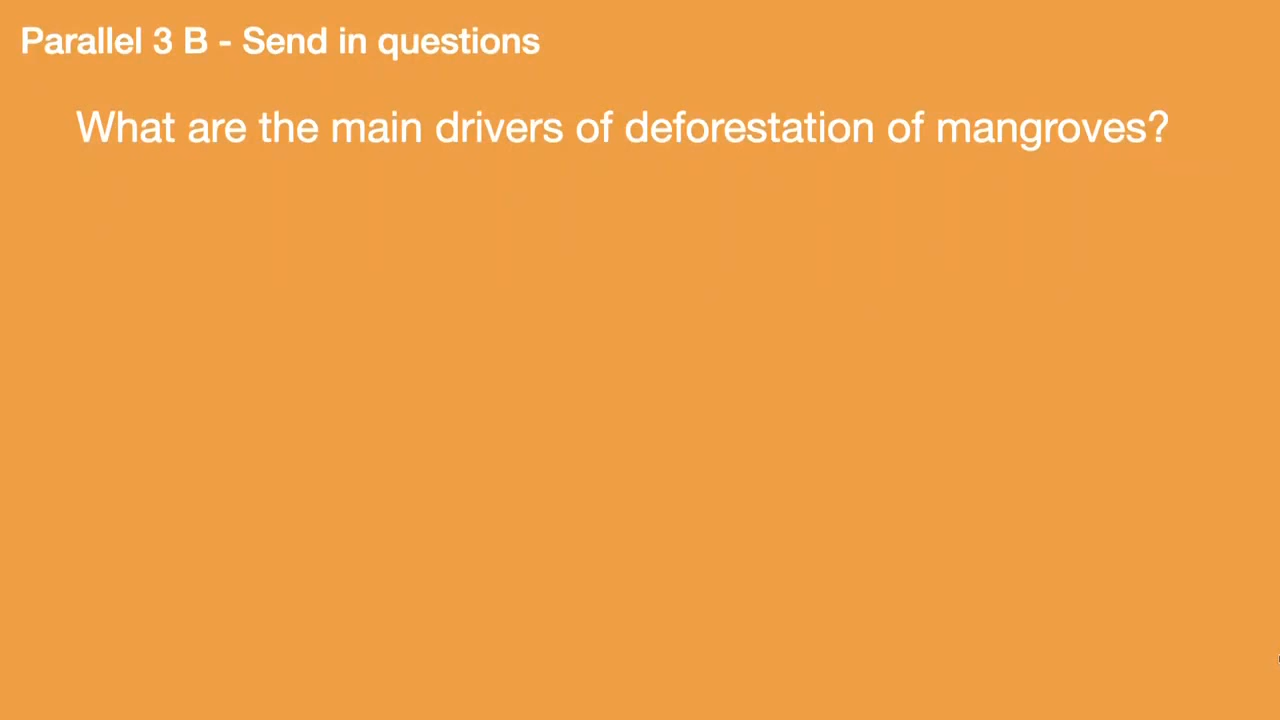 Parallel 3 B - Send in questions
What are the main drivers of deforestation of mangroves?